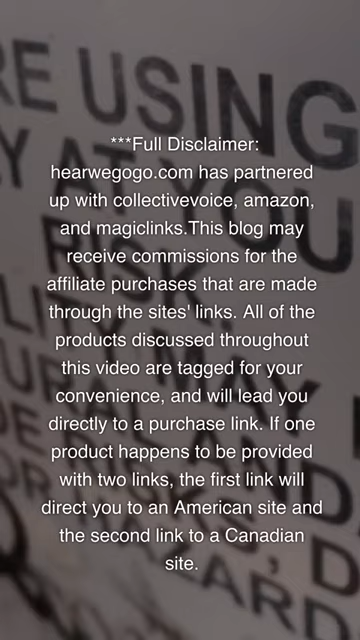 ***Full Disclaimer:
hearwegogo.com has partnered
up with collectivevoice, amazon,
and magiclinks.This blog may
receive commissions for the
affiliate purchases that are made
through the sites' links. All of the
products discussed throughout
this video are tagged for your
convenience, and will lead you
directly to a purchase link. If one
product happens to be provided
with two links, the first link will
direct you to an American site and
the second link to a Canadian
site.